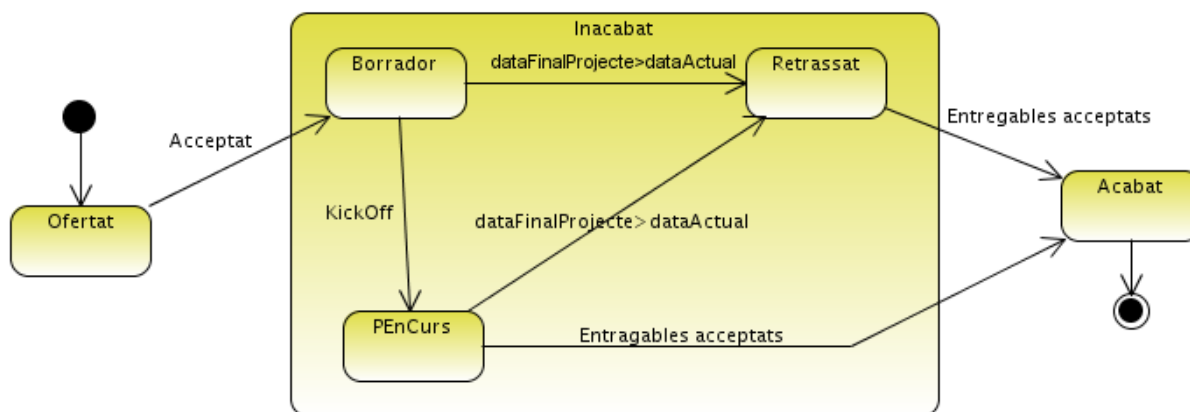 Inacabat
Borrador
dataFinalProjecte>dataActual
Retrassat
Acceptat
Entregables acceptats
Ofertat
KickOff
dataFinalProjecte> dataActual
Acabat
PEnCurs
Entragables acceptats